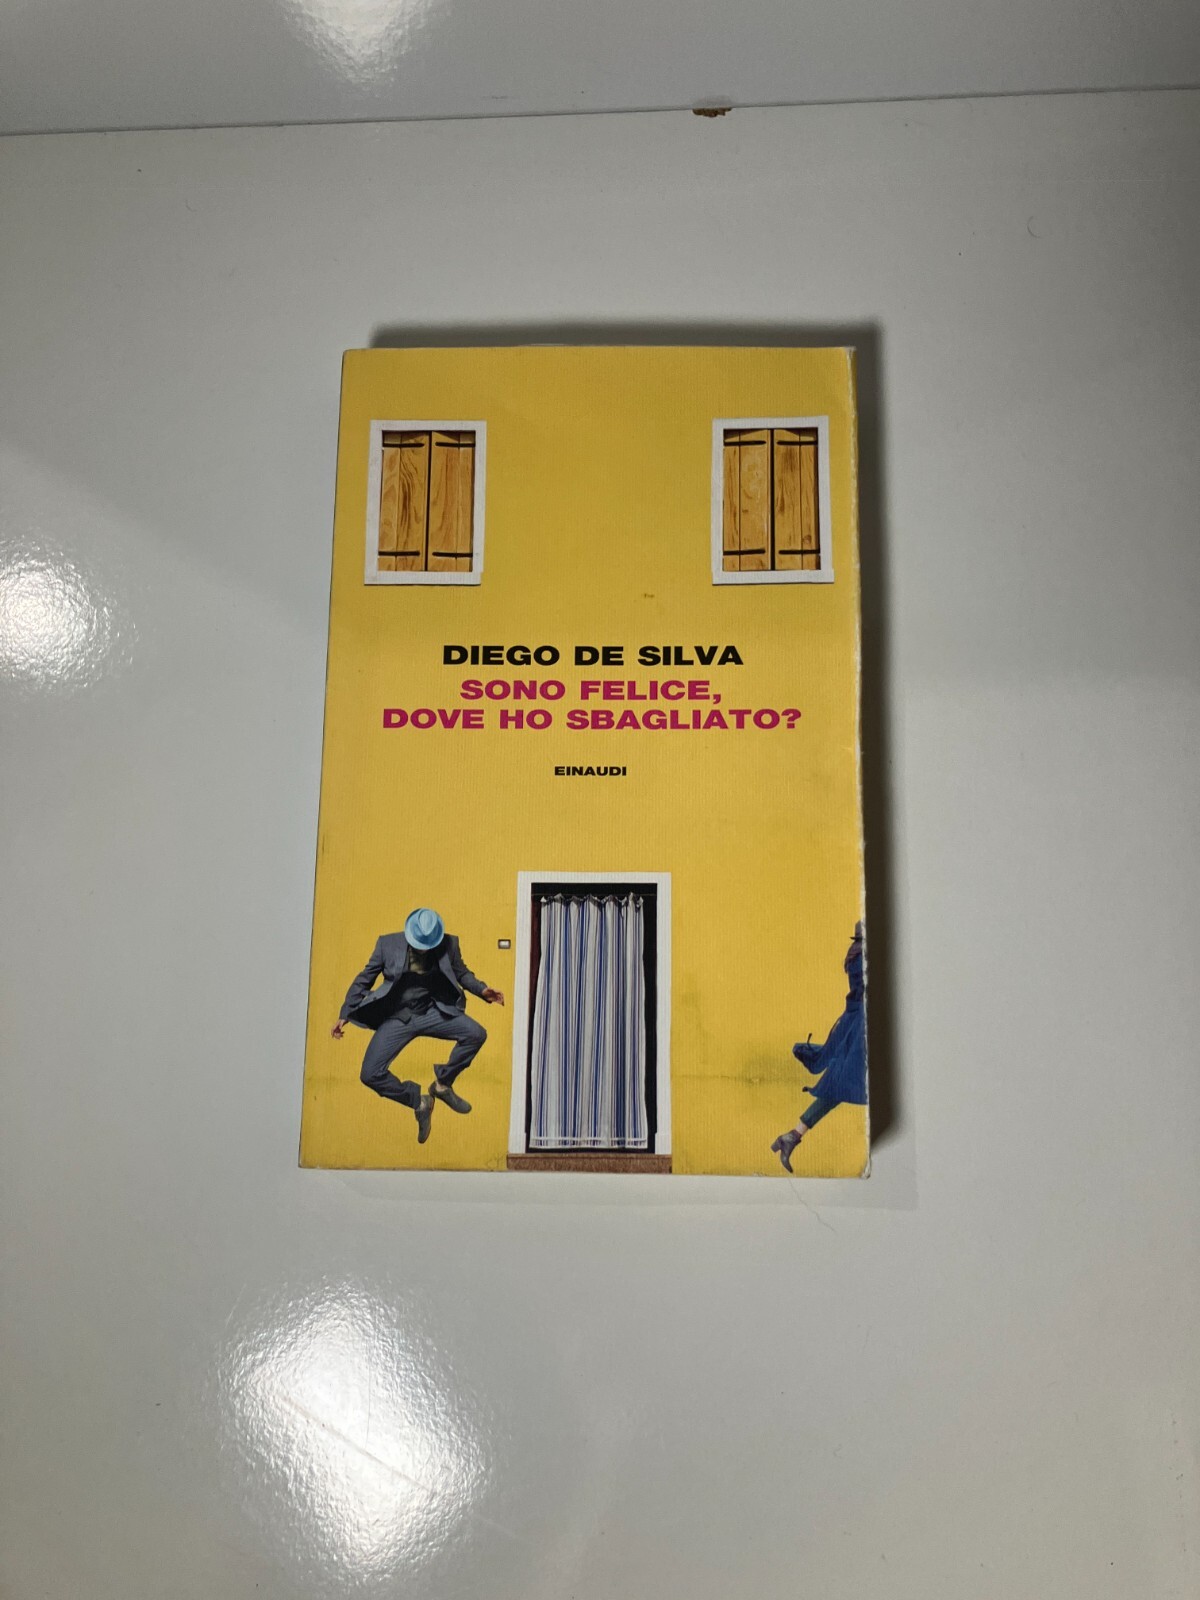 DIEGO DE SILVA
SONO FELICE,
DOVE HO SBAGLIATO?
EINAUDI